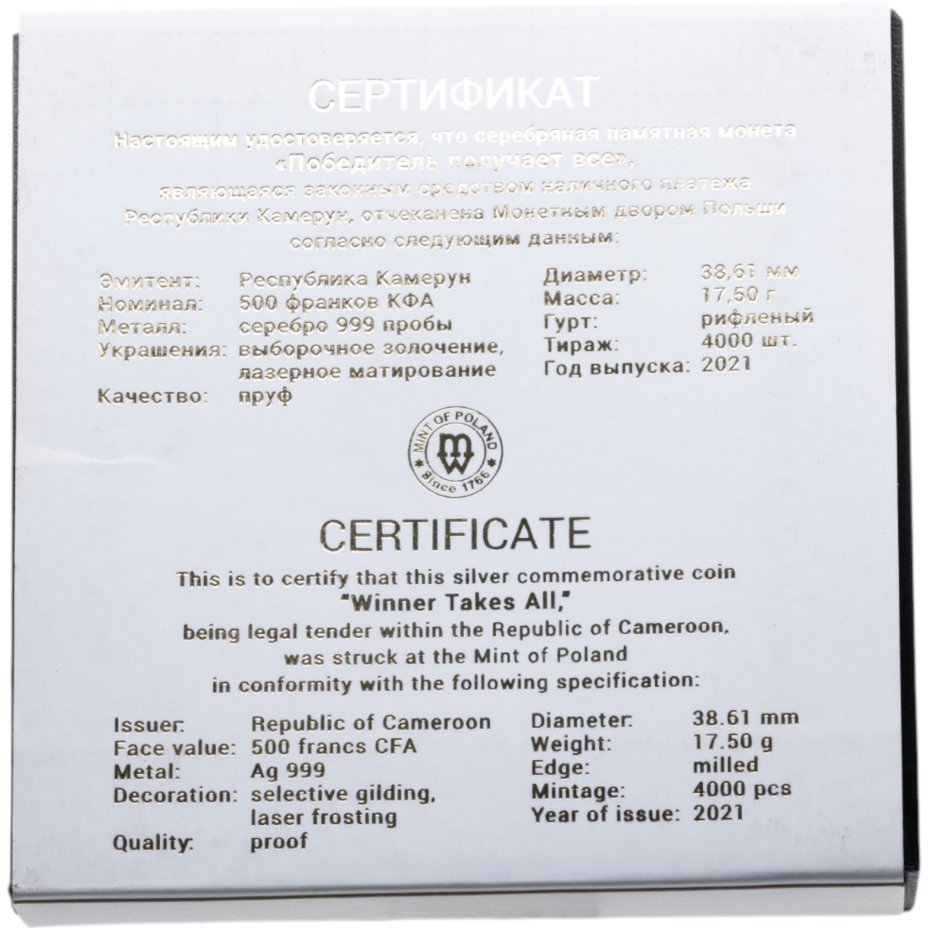 СЕРТИФИКАТ
Настоящим удостоверяется, что серебряная памятная монета
«Победитель получает все»,
являющаяся законным средством наличного платежа
Республики Камерун, отчеканена Монетным двором Польши
согласно следующим данным:
Эмитент: Республика Камерун
Номинал: 500 франков КФА
Металл: серебро 999 пробы
Украшения: выборочное золочение,
лазерное матирование
Качество: пруф
Диаметр: 38,61 мм
Масса: 17,50 г
Гурт: рифленый
Тираж: 4000 шт.
Год выпуска: 2021
MINT OF POLAND
MW
Since 1766
CERTIFICATE
This is to certify that this silver commemorative coin
"Winner Takes All,"
being legal tender within the Republic of Cameroon,
was struck at the Mint of Poland
in conformity with the following specification:
Issuer: Republic of Cameroon
Face value: 500 francs CFA
Metal: Ag 999
Decoration: selective gilding,
laser frosting
Quality: proof
Diameter: 38.61 mm
Weight: 17.50 g
Edge: milled
Mintage: 4000 pcs
Year of issue: 2021